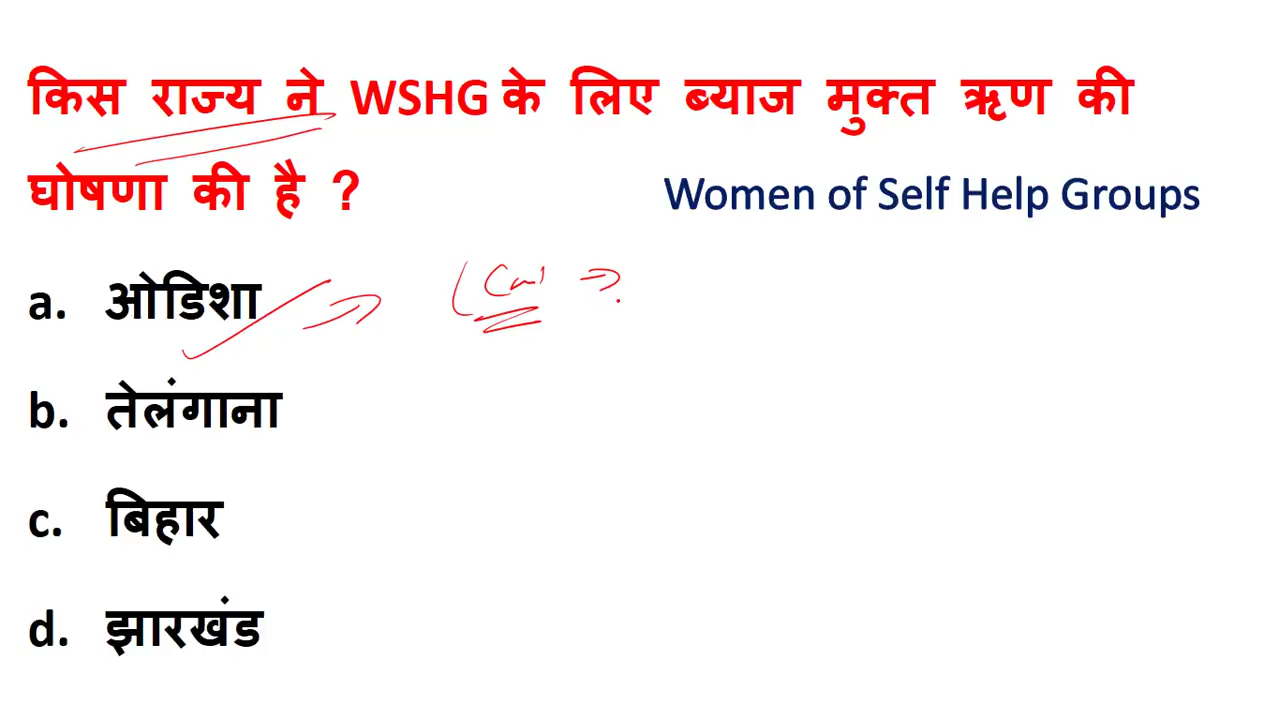 किस राज्य ने WSHG के लिए ब्याज मुक्त ऋण की
घोषणा की है ?
Women of Self Help Groups
a. ओडिशा
b. तेलंगाना
c. बिहार
d. झारखंड